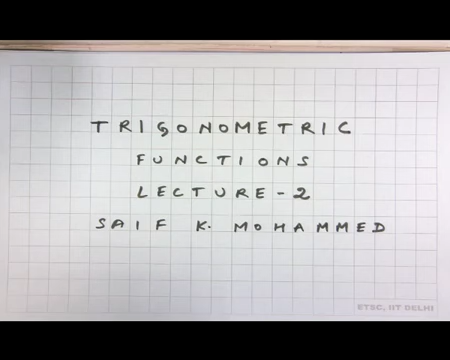 TRIGONOMETRIC
FUNCTIONS
LECTURE-2
SAIF K. MOHAMMED
ETSC, IIT DELHI